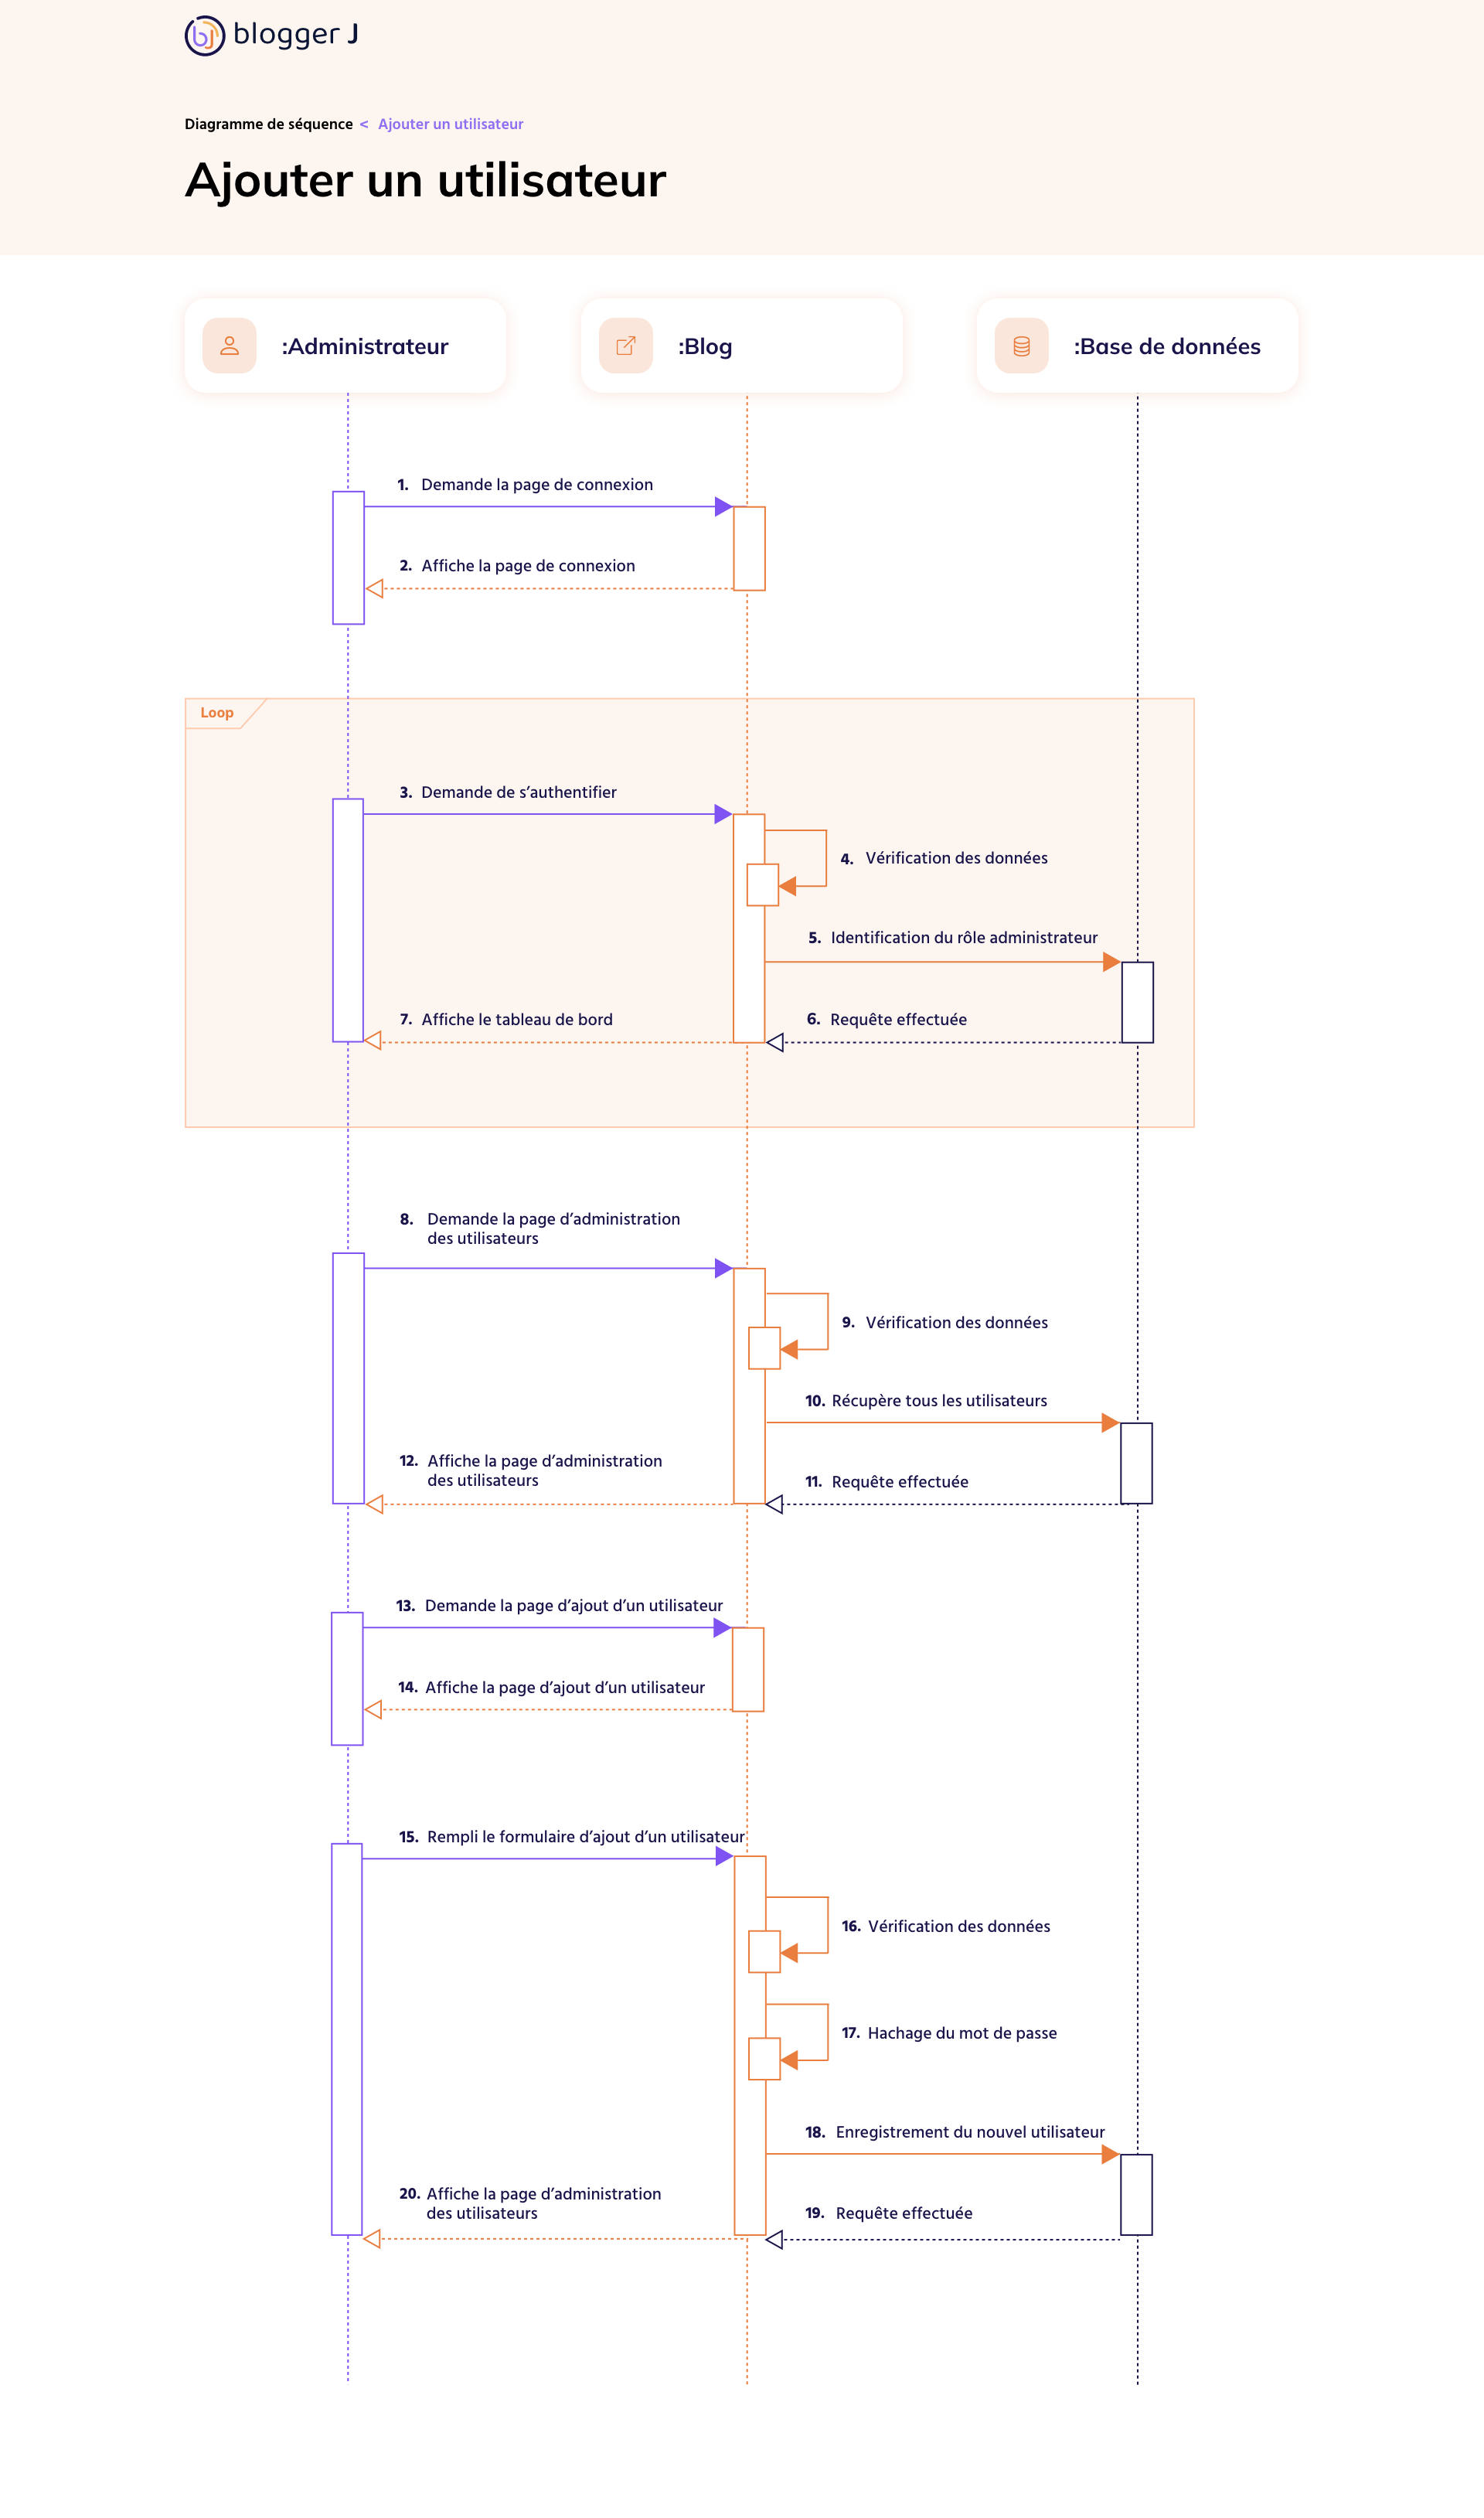 blogger J
Diagramme de séquence < Ajouter un utilisateur
Ajouter un utilisateur
:Administrateur
:Blog
:Base de données
1. Demande la page de connexion
2. Affiche la page de connexion
Loop
3. Demande de s’authentifier
4. Vérification des données
5. Identification du rôle administrateur
7. Affiche le tableau de bord
6. Requête effectuée
8. Demande la page d’administration
des utilisateurs
9. Vérification des données
10. Récupère tous les utilisateurs
12. Affiche la page d’administration
des utilisateurs
11. Requête effectuée
13. Demande la page d’ajout d’un utilisateur
14. Affiche la page d’ajout d’un utilisateur
15. Rempli le formulaire d’ajout d’un utilisateur
16. Vérification des données
17. Hachage du mot de passe
18. Enregistrement du nouvel utilisateur
20. Affiche la page d’administration
des utilisateurs
19. Requête effectuée